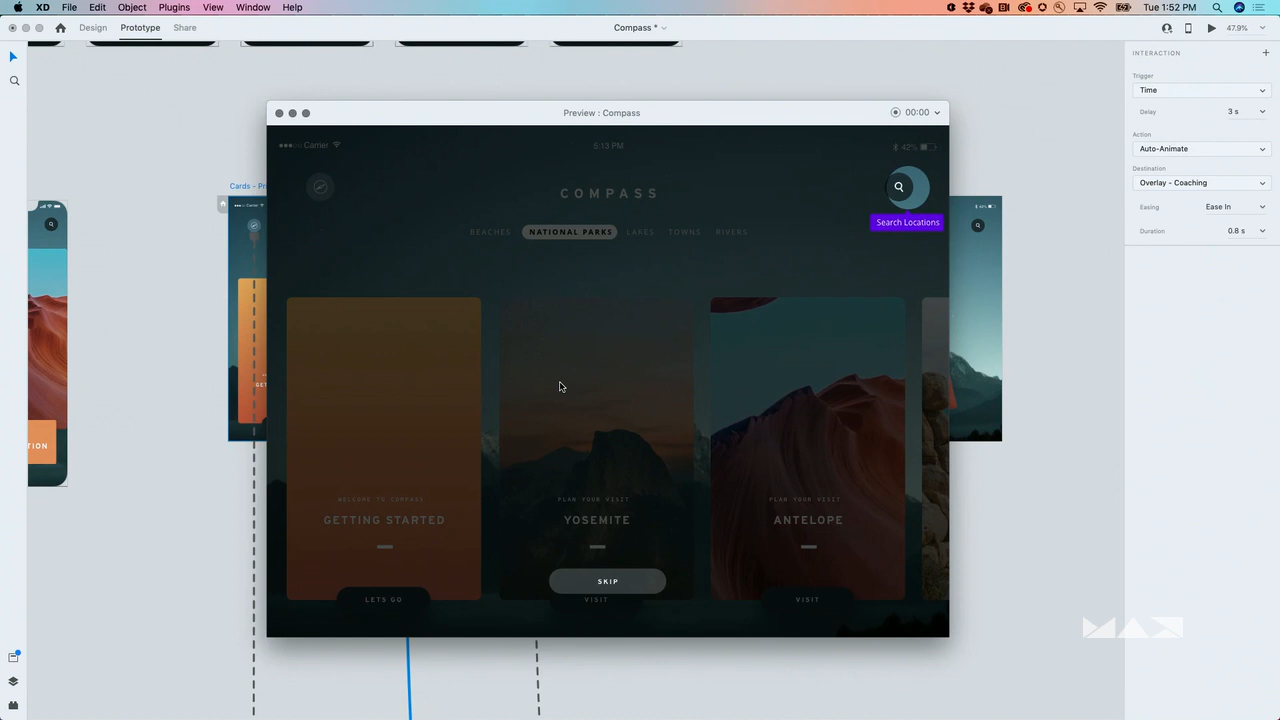 XD File Edit Object Plugins View Window Help Tue 1:52 PM
Design Prototype Share Compass * 47.9%
INTERACTION
Trigger
Time
Delay 3 s
Action
Auto-Animate
Destination
Overlay - Coaching
Easing Ease In
Duration 0.8 s
Cards - Pr
Preview : Compass 00:00
Carrier 5:13 PM 42%
COMPASS
Search Locations
BEACHES NATIONAL PARKS LAKES TOWNS RIVERS
WELCOME TO COMPASS PLAN YOUR VISIT PLAN YOUR VISIT
GETTING STARTED YOSEMITE ANTELOPE
SKIP
LETS GO VISIT VISIT
GET
TION
MAX